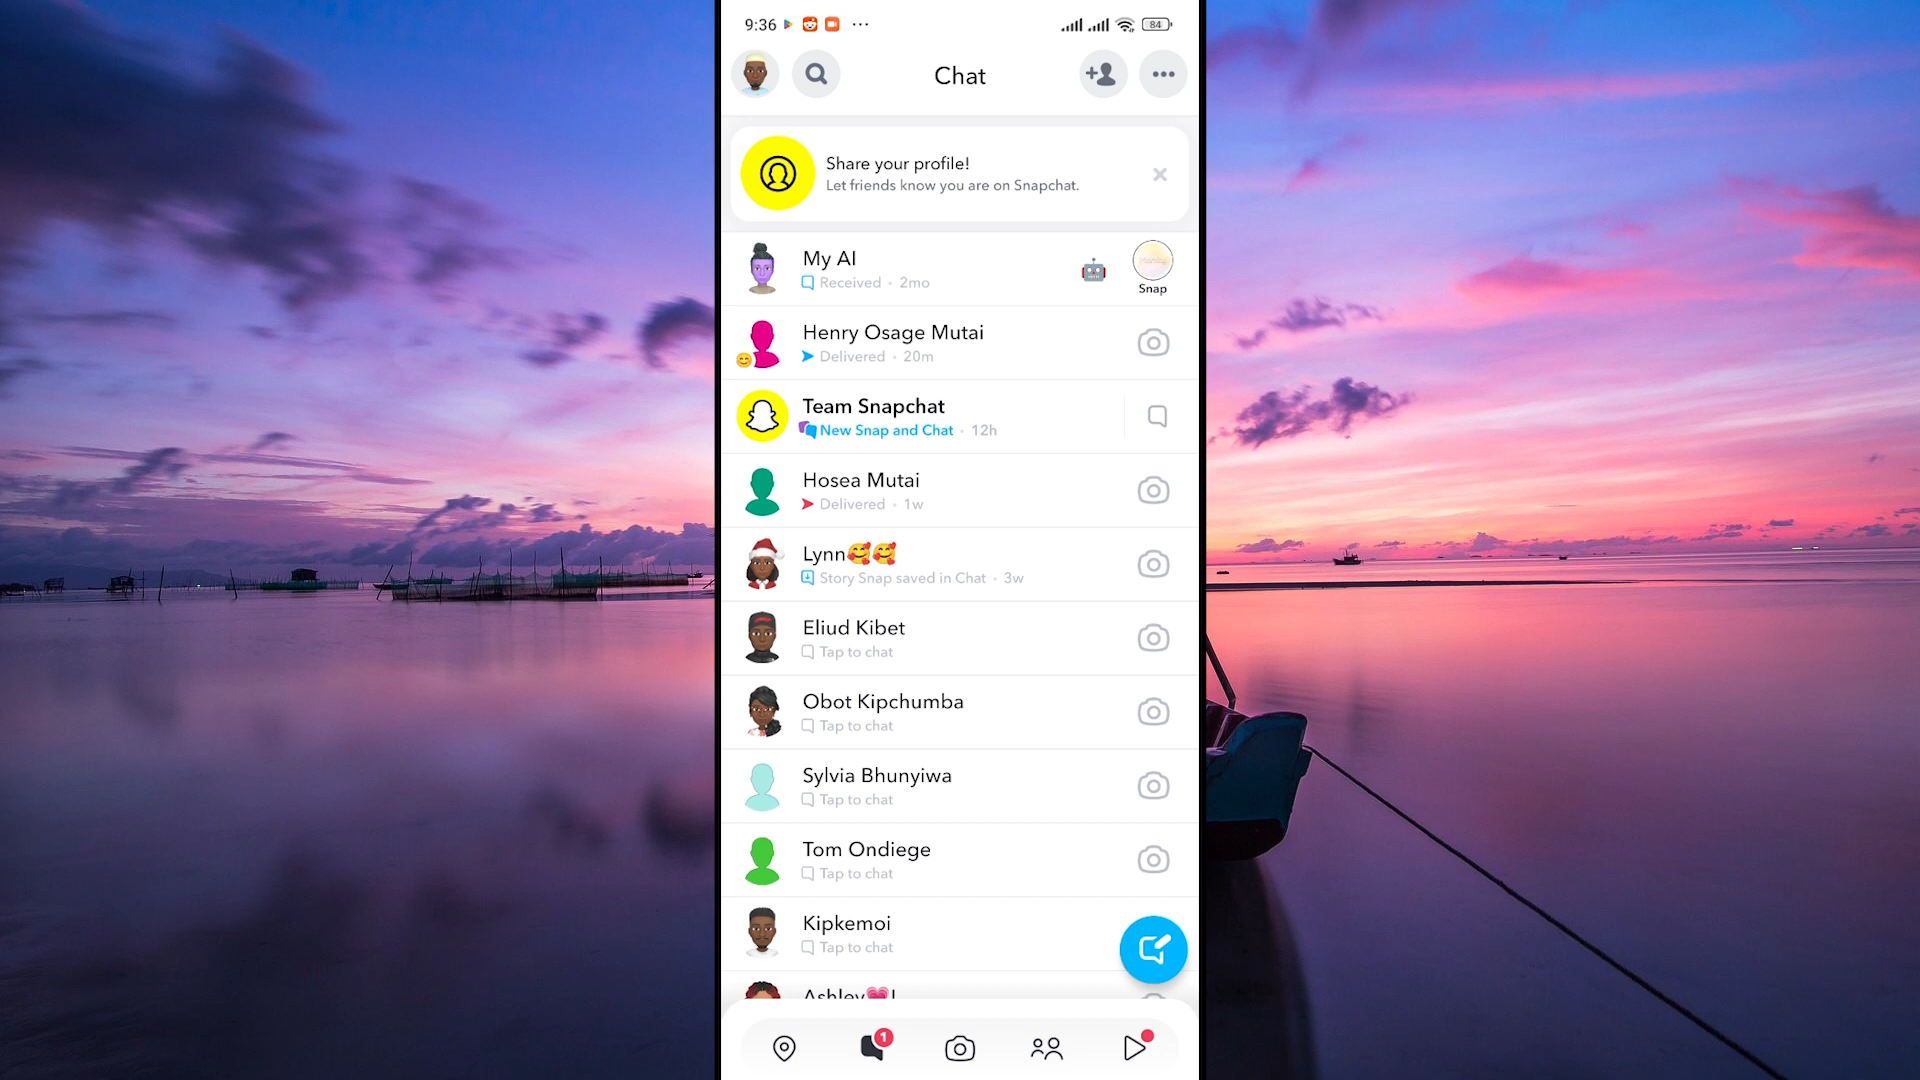 9:36
84
Chat
Share your profile!
Let friends know you are on Snapchat.
My AI
Received · 2mo
Snap
Henry Osage Mutai
Delivered · 20m
Team Snapchat
New Snap and Chat · 12h
Hosea Mutai
Delivered · 1w
Lynn🥰🥰
Story Snap saved in Chat · 3w
Eliud Kibet
Tap to chat
Obot Kipchumba
Tap to chat
Sylvia Bhunyiwa
Tap to chat
Tom Ondiege
Tap to chat
Kipkemoi
Tap to chat
Ashley💗!
1